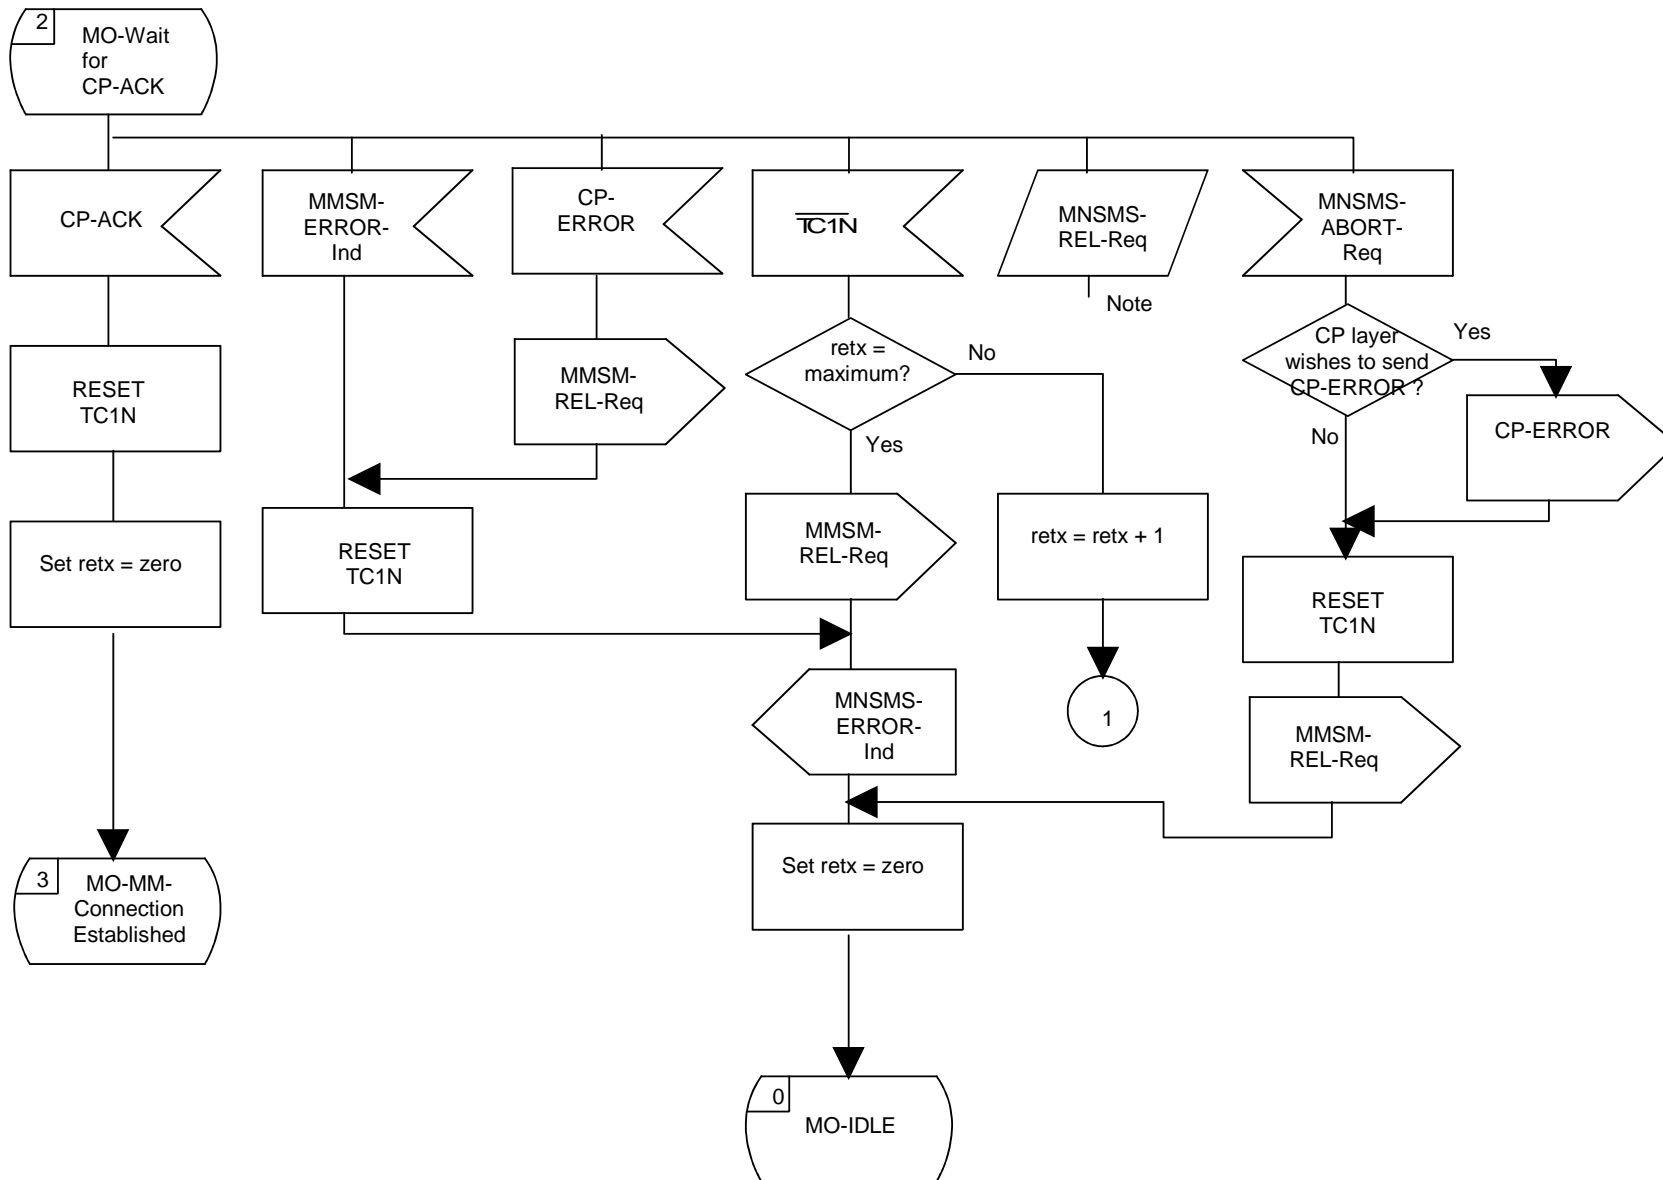 2
MO-Wait
for
CP-ACK
CP-ACK
MMSM-
ERROR-
Ind
CP-
ERROR
TC1N
MNSMS-
REL-Req
Note
MNSMS-
ABORT-
Req
RESET
TC1N
MMSM-
REL-Req
retx =
maximum?
No
Yes
CP layer
wishes to send
CP-ERROR ?
Yes
No
CP-ERROR
Set retx = zero
RESET
TC1N
MMSM-
REL-Req
retx = retx + 1
RESET
TC1N
MNSMS-
ERROR-
Ind
1
MMSM-
REL-Req
3
MO-MM-
Connection
Established
Set retx = zero
0
MO-IDLE